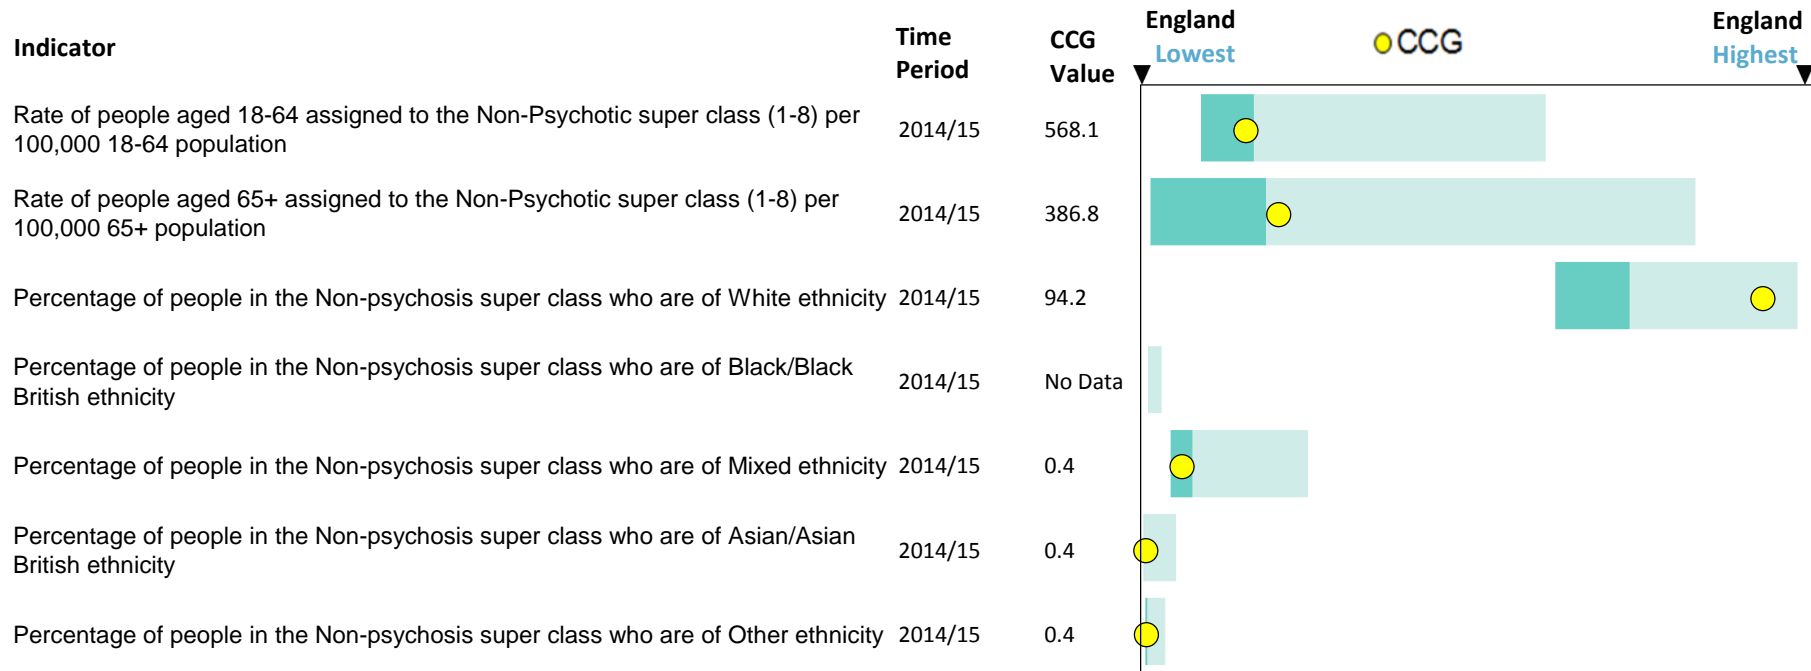 Indicator
Time Period
CCG Value
England Lowest
CCG
England Highest
Rate of people aged 18-64 assigned to the Non-Psychotic super class (1-8) per
100,000 18-64 population
2014/15
568.1
Rate of people aged 65+ assigned to the Non-Psychotic super class (1-8) per
100,000 65+ population
2014/15
386.8
Percentage of people in the Non-psychosis super class who are of White ethnicity
2014/15
94.2
Percentage of people in the Non-psychosis super class who are of Black/Black
British ethnicity
2014/15
No Data
Percentage of people in the Non-psychosis super class who are of Mixed ethnicity
2014/15
0.4
Percentage of people in the Non-psychosis super class who are of Asian/Asian
British ethnicity
2014/15
0.4
Percentage of people in the Non-psychosis super class who are of Other ethnicity
2014/15
0.4